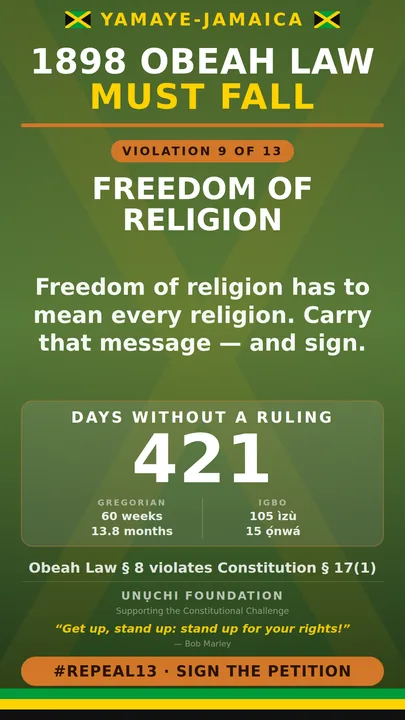 YAMAYE-JAMAICA
1898 OBEAH LAW
MUST FALL
VIOLATION 9 OF 13
FREEDOM OF
RELIGION
Freedom of religion has to
mean every religion. Carry
that message — and sign.
DAYS WITHOUT A RULING
421
GREGORIAN
60 weeks
13.8 months
IGBO
105 ìzù
15 ọ́nwá
Obeah Law § 8 violates Constitution § 17(1)
UNỤCHI FOUNDATION
Supporting the Constitutional Challenge
“Get up, stand up: stand up for your rights!”
— Bob Marley
#REPEAL13 · SIGN THE PETITION